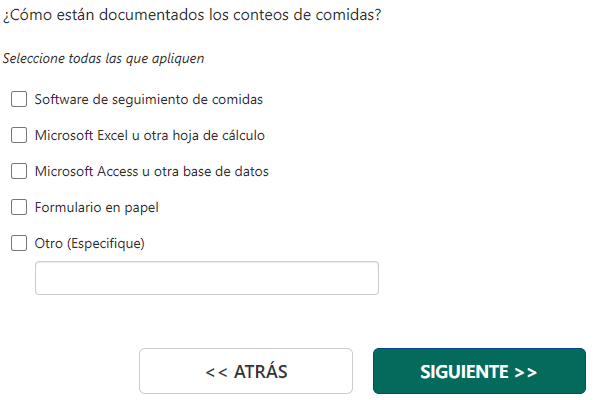 ¿Cómo están documentados los conteos de comidas?
Seleccione todas las que apliquen
Software de seguimiento de comidas
Microsoft Excel u otra hoja de cálculo
Microsoft Access u otra base de datos
Formulario en papel
Otro (Especifique)
<< ATRÁS
SIGUIENTE >>